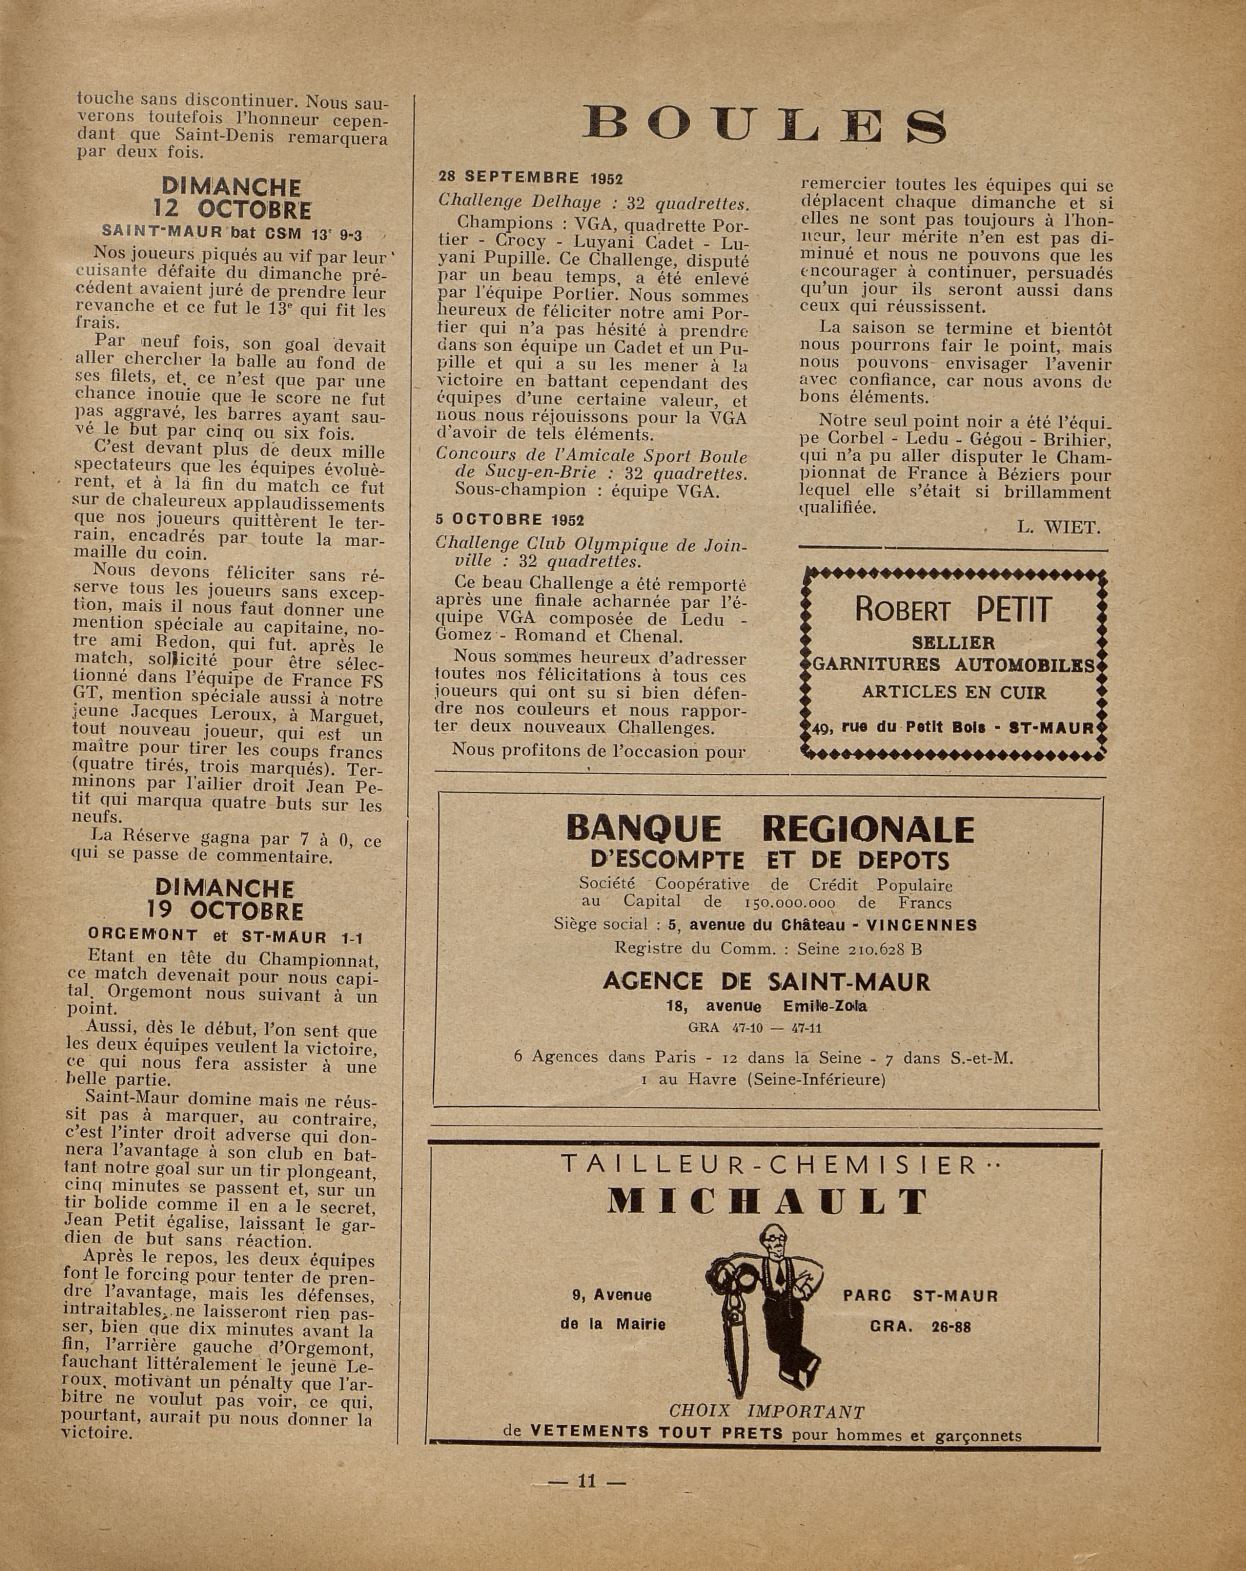 touche sans discontinuer. Nous sau-
verons toutefois l'honneur cepen-
dant que Saint-Denis remarquera
par deux fois.
DIMANCHE
12 OCTOBRE
SAINT-MAUR bat CSM 13e 9-3
Nos joueurs piqués au vif par leur
cuisante défaite du dimanche pré-
cédent avaient juré de prendre leur
revanche et ce fut le 13e qui fit les
frais.
Par neuf fois, son goal devait
aller chercher la balle au fond de
ses filets, et, ce n'est que par une
chance inouie que le score ne fut
pas aggravé, les barres ayant sau-
vé le but par cinq ou six fois.
C'est devant plus de deux mille
spectateurs que les équipes évoluè-
rent, et à la fin du match ce fut
sur de chaleureux applaudissements
que nos joueurs quittèrent le ter-
rain, encadrés par toute la mar-
maille du coin.
Nous devons féliciter sans ré-
serve tous les joueurs sans excep-
tion, mais il nous faut donner une
mention spéciale au capitaine, no-
tre ami Redon, qui fut. après le
match, sollicité pour être sélec-
tionné dans l'équipe de France FS
GT, mention spéciale aussi à notre
jeune Jacques Leroux, à Marguet,
tout nouveau joueur, qui est un
maître pour tirer les coups francs
(quatre tirés, trois marqués). Ter-
minons par l'ailier droit Jean Pe-
tit qui marqua quatre buts sur les
neufs.
La Réserve gagna par 7 à 0, ce
qui se passe de commentaire.
DIMANCHE
19 OCTOBRE
ORGEMONT et ST-MAUR 1-1
Etant en tête du Championnat,
ce match devenait pour nous capi-
tal, Orgemont nous suivant à un
point.
Aussi, dès le début, l'on sent que
les deux équipes veulent la victoire,
ce qui nous fera assister à une
belle partie.
Saint-Maur domine mais ne réus-
sit pas à marquer, au contraire,
c'est l'inter droit adverse qui don-
nera l'avantage à son club en bat-
tant notre goal sur un tir plongeant,
cinq minutes se passent et, sur un
tir bolide comme il en a le secret,
Jean Petit égalise, laissant le gar-
dien de but sans réaction.
Après le repos, les deux équipes
font le forcing pour tenter de pren-
dre l'avantage, mais les défenses,
intraitables, ne laisseront rien pas-
ser, bien que dix minutes avant la
fin, l'arrière gauche d'Orgemont,
fauchant littéralement le jeune Le-
roux, motivant un pénalty que l'ar-
bitre ne voulut pas voir, ce qui,
pourtant, aurait pu nous donner la
victoire.
BOULES
28 SEPTEMBRE 1952
Challenge Delhaye : 32 quadrettes.
Champions : VGA, quadrette Por-
tier - Crocy - Luyani Cadet - Lu-
yani Pupille. Ce Challenge, disputé
par un beau temps, a été enlevé
par l'équipe Portier. Nous sommes
heureux de féliciter notre ami Por-
tier qui n'a pas hésité à prendre
dans son équipe un Cadet et un Pu-
pille et qui a su les mener à la
victoire en battant cependant des
équipes d'une certaine valeur, et
nous nous réjouissons pour la VGA
d'avoir de tels éléments.
Concours de l'Amicale Sport Boule
de Sucy-en-Brie : 32 quadrettes.
Sous-champion : équipe VGA.
5 OCTOBRE 1952
Challenge Club Olympique de Join-
ville : 32 quadrettes.
Ce beau Challenge a été remporté
après une finale acharnée par l'é-
quipe VGA composée de Ledu -
Gomez - Romand et Chenal.
Nous sommes heureux d'adresser
toutes nos félicitations à tous ces
joueurs qui ont su si bien défen-
dre nos couleurs et nous rappor-
ter deux nouveaux Challenges.
Nous profitons de l'occasion pour
remercier toutes les équipes qui se
déplacent chaque dimanche et si
elles ne sont pas toujours à l'hon-
neur, leur mérite n'en est pas di-
minué et nous ne pouvons que les
encourager à continuer, persuadés
qu'un jour ils seront aussi dans
ceux qui réussissent.
La saison se termine et bientôt
nous pourrons fair le point, mais
nous pouvons envisager l'avenir
avec confiance, car nous avons de
bons éléments.
Notre seul point noir a été l'équi-
pe Corbel - Ledu - Gégou - Brihier,
qui n'a pu aller disputer le Cham-
pionnat de France à Béziers pour
lequel elle s'était si brillamment
qualifiée.
L. WIET.
ROBERT PETIT
SELLIER
GARNITURES AUTOMOBILES
ARTICLES EN CUIR
49, rue du Petit Bois - ST-MAUR
BANQUE REGIONALE
D'ESCOMPTE ET DE DEPOTS
Société Coopérative de Crédit Populaire
au Capital de 150.000.000 de Francs
Siège social : 5, avenue du Château - VINCENNES
Registre du Comm. : Seine 210.628 B
AGENCE DE SAINT-MAUR
18, avenue Emile-Zola
GRA 47-10 — 47-11
6 Agences dans Paris - 12 dans la Seine - 7 dans S.-et-M.
1 au Havre (Seine-Inférieure)
TAILLEUR-CHEMISIER
MICHAULT
9, Avenue
de la Mairie
PARC ST-MAUR
GRA. 26-88
CHOIX IMPORTANT
de VETEMENTS TOUT PRETS pour hommes et garçonnets
— 11 —